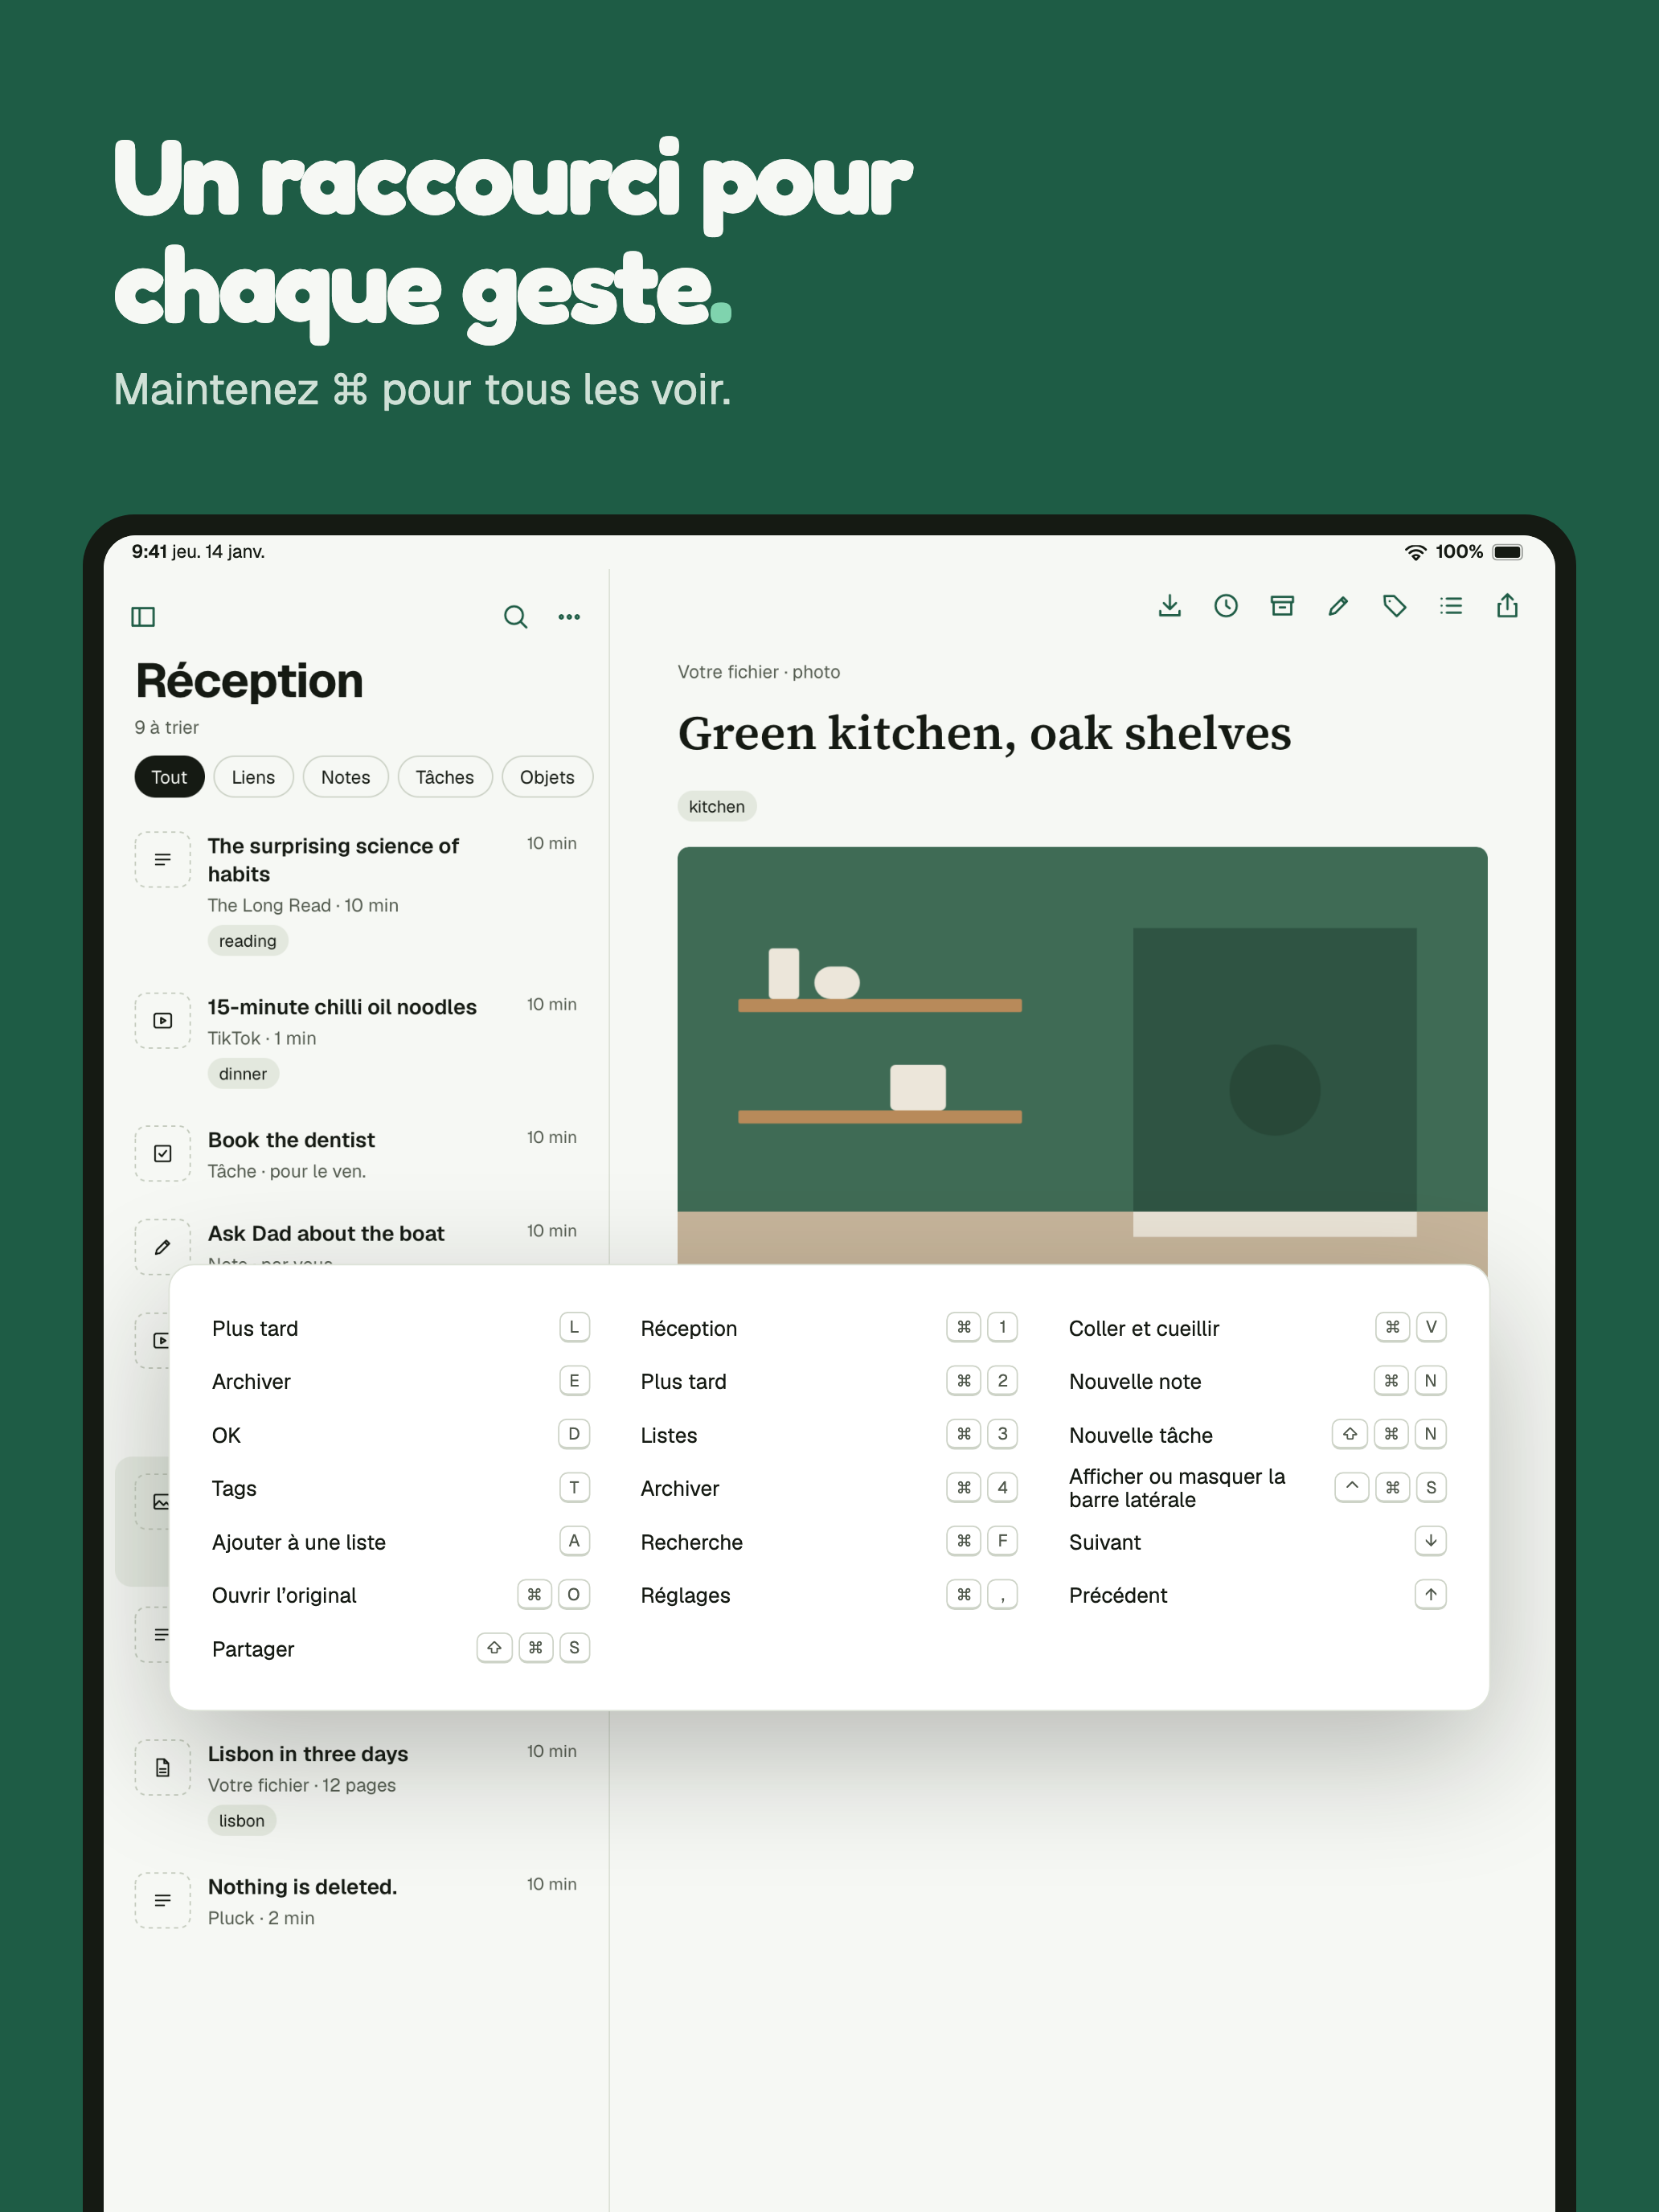 Un raccourci pour
chaque geste.
Maintenez ⌘ pour tous les voir.
9:41 jeu. 14 janv.
100%
Réception
9 à trier
Tout
Liens
Notes
Tâches
Objets
The surprising science of
habits
10 min
The Long Read · 10 min
reading
15-minute chilli oil noodles
10 min
TikTok · 1 min
dinner
Book the dentist
10 min
Tâche · pour le ven.
Ask Dad about the boat
10 min
Votre fichier · photo
Green kitchen, oak shelves
kitchen
Plus tard L
Archiver E
OK D
Tags T
Ajouter à une liste A
Ouvrir l’original ⌘ O
Partager ⇧ ⌘ S
Réception ⌘ 1
Plus tard ⌘ 2
Listes ⌘ 3
Archiver ⌘ 4
Recherche ⌘ F
Réglages ⌘ ,
Coller et cueillir ⌘ V
Nouvelle note ⌘ N
Nouvelle tâche ⇧ ⌘ N
Afficher ou masquer la
barre latérale ⌃ ⌘ S
Suivant ↓
Précédent ↑
Lisbon in three days
10 min
Votre fichier · 12 pages
lisbon
Nothing is deleted.
10 min
Pluck · 2 min